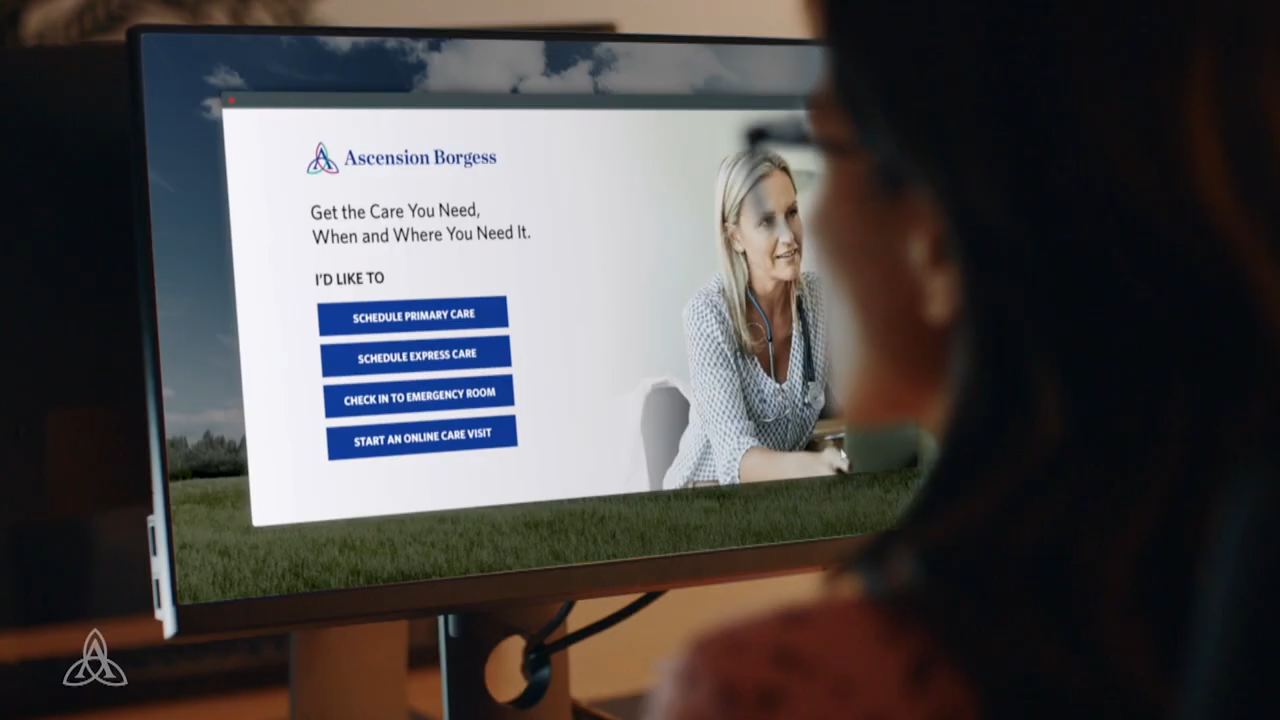 Ascension Borgess
Get the Care You Need,
When and Where You Need It.
I'D LIKE TO
SCHEDULE PRIMARY CARE
SCHEDULE EXPRESS CARE
CHECK IN TO EMERGENCY ROOM
START AN ONLINE CARE VISIT